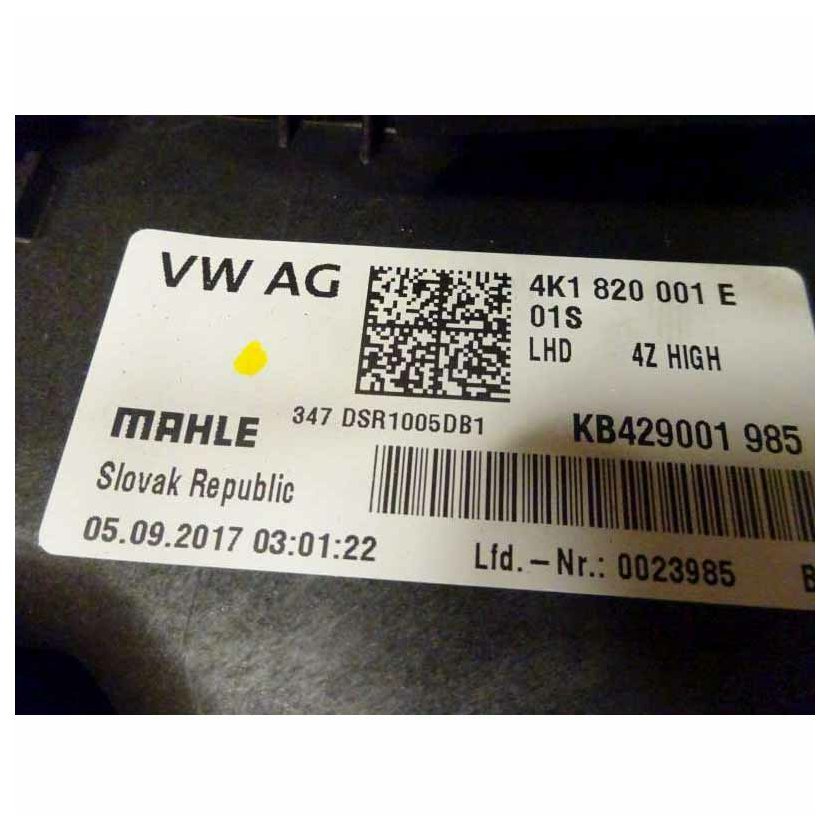 VW AG
4K1 820 001 E
01S
LHD 4Z HIGH
347 DSR1005DB1
KB429001 985
MAHLE
Slovak Republic
05.09.2017 03:01:22
Lfd.-Nr.: 0023985